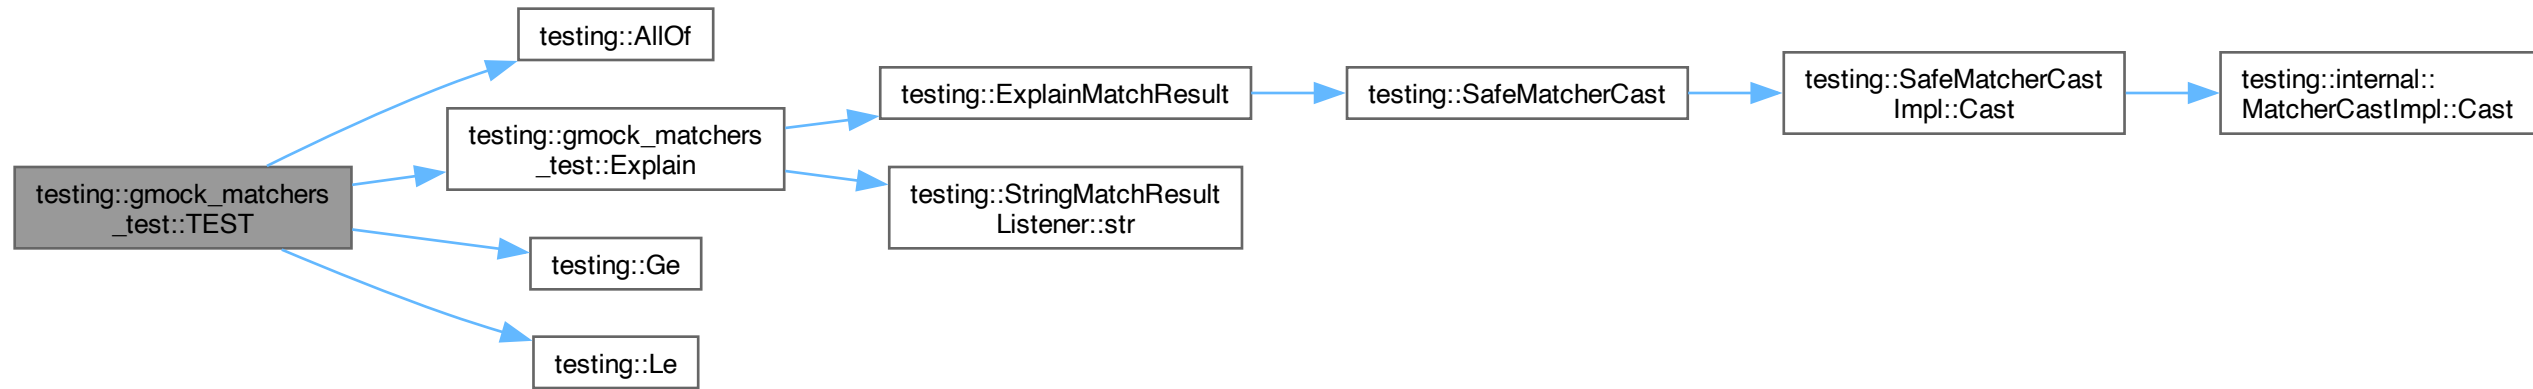 testing::gmock_matchers
_test::TEST
testing::AllOf
testing::gmock_matchers
_test::Explain
testing::Ge
testing::Le
testing::ExplainMatchResult
testing::StringMatchResult
Listener::str
testing::SafeMatcherCast
testing::SafeMatcherCast
Impl::Cast
testing::internal::
MatcherCastImpl::Cast